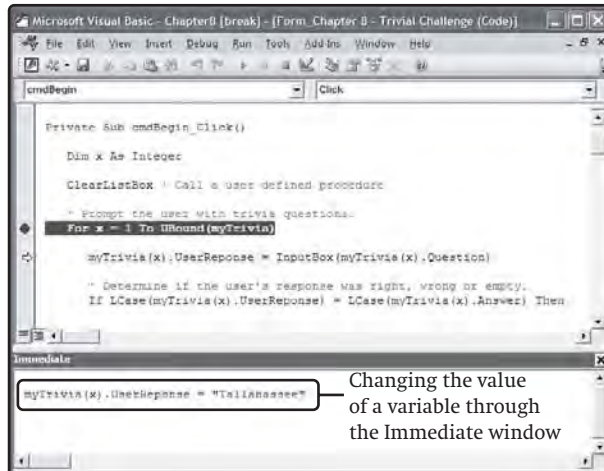 Microsoft Visual Basic - Chapter8 [break] - [Form_Chapter 8 - Trivial Challenge (Code)]
File Edit View Insert Debug Run Tools Add-Ins Window Help
cmdBegin Click
Private Sub cmdBegin_Click()
Dim x As Integer
ClearListBox ' Call a user defined procedure
' Prompt the user with trivia questions.
For x = 1 To UBound(myTrivia)
myTrivia(x).UserReponse = InputBox(myTrivia(x).Question)
' Determine if the user's response was right, wrong or empty.
If LCase(myTrivia(x).UserReponse) = LCase(myTrivia(x).Answer) Then
Immediate
myTrivia(x).UserReponse = "Tallahassee"
Changing the value
of a variable through
the Immediate window